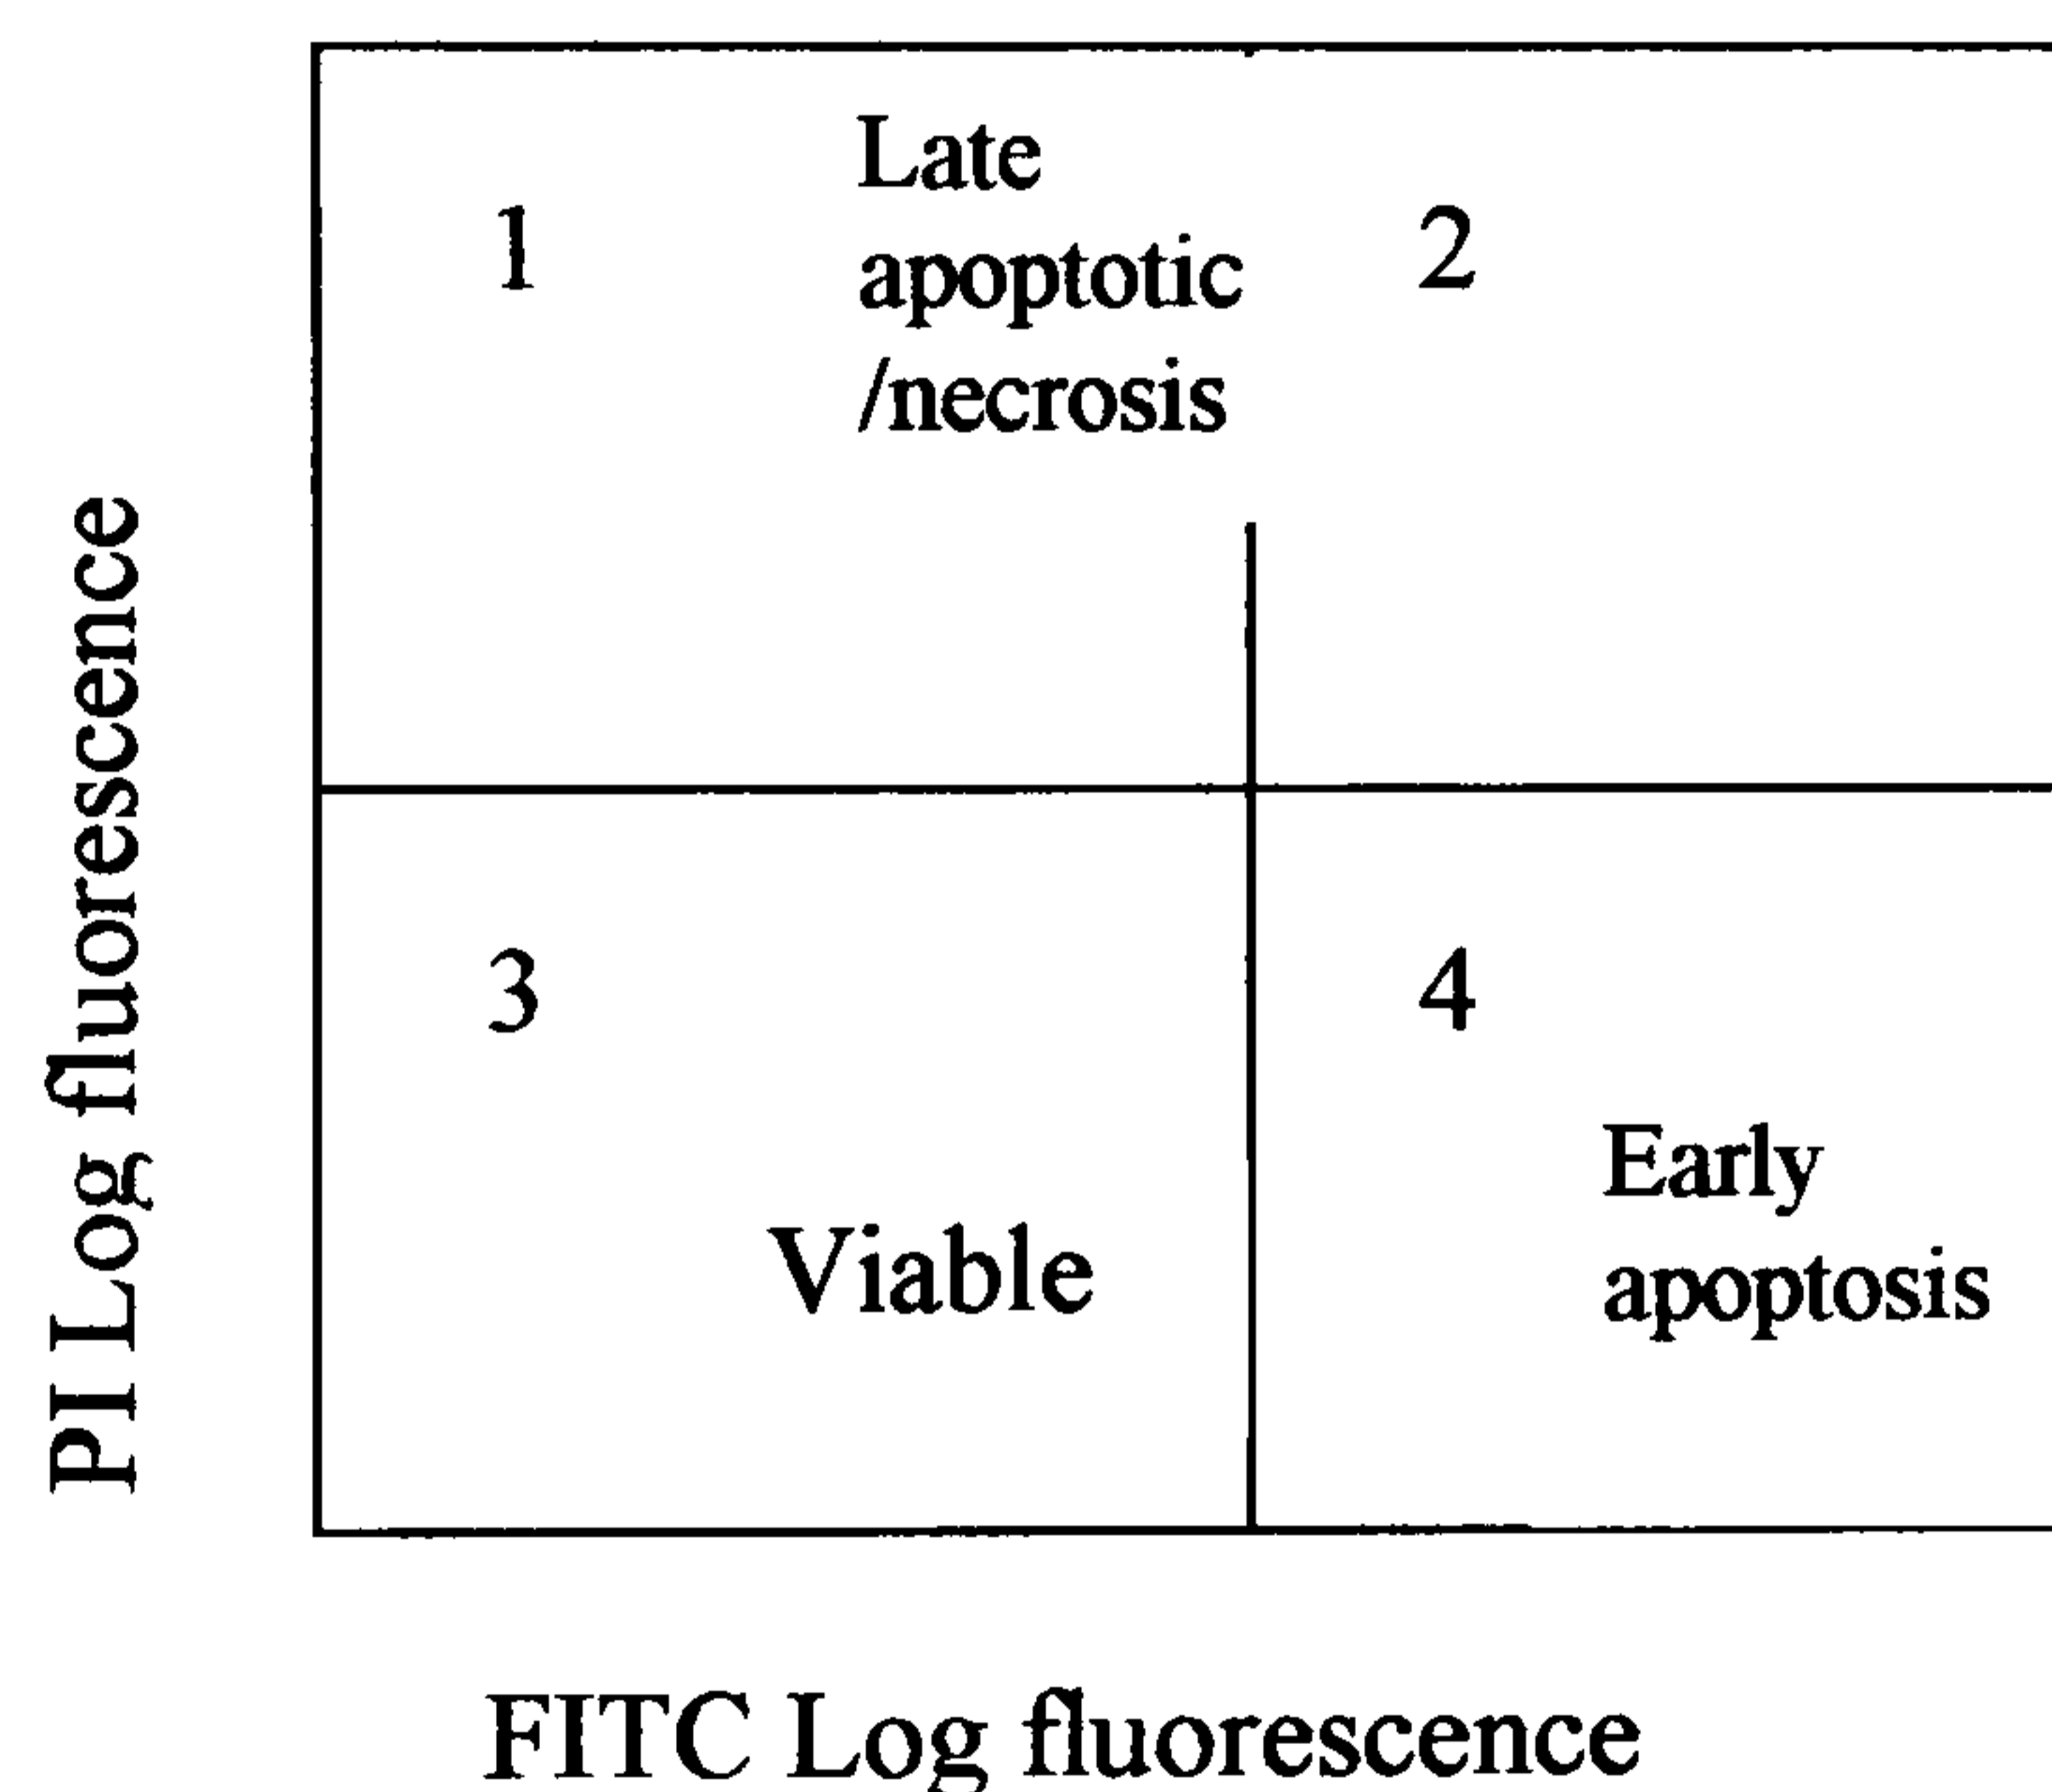 Late
1
apoptotic
2
/necrosis
3
4
Viable
Early
apoptosis
PI Log fluorescence
FITC Log fluorescence